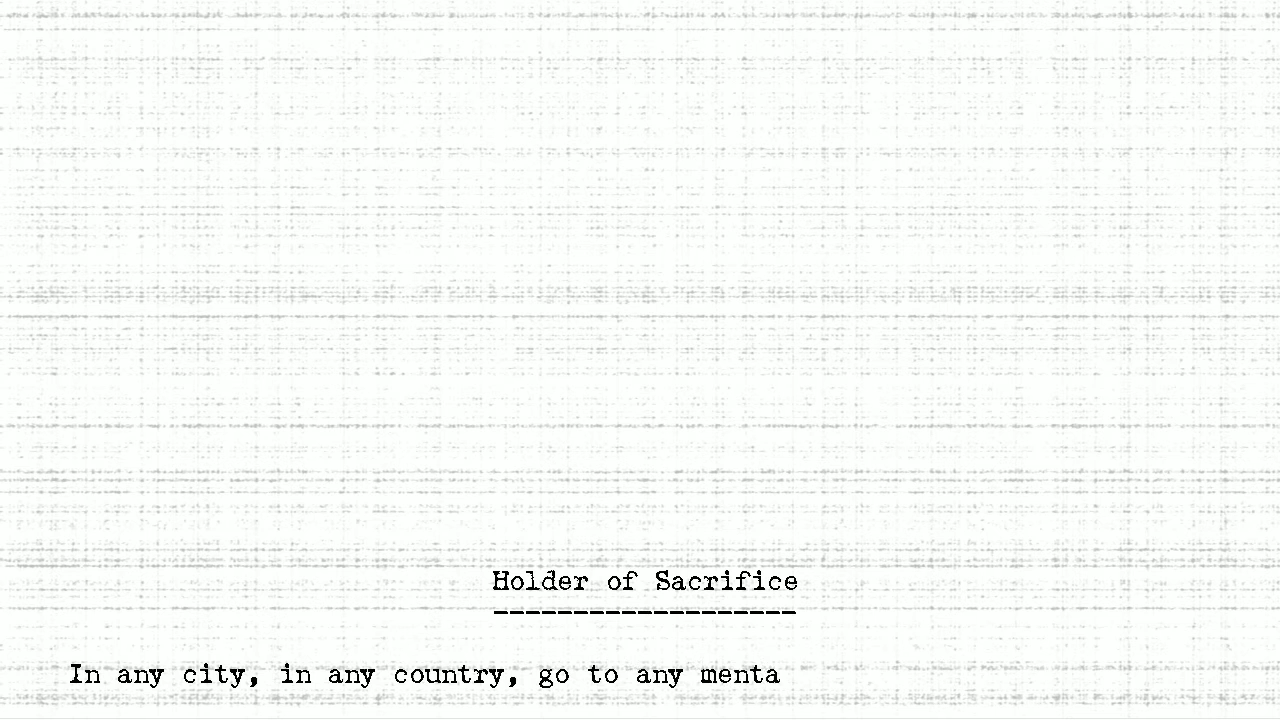 Holder of Sacrifice
-------------------
In any city, in any country, go to any menta